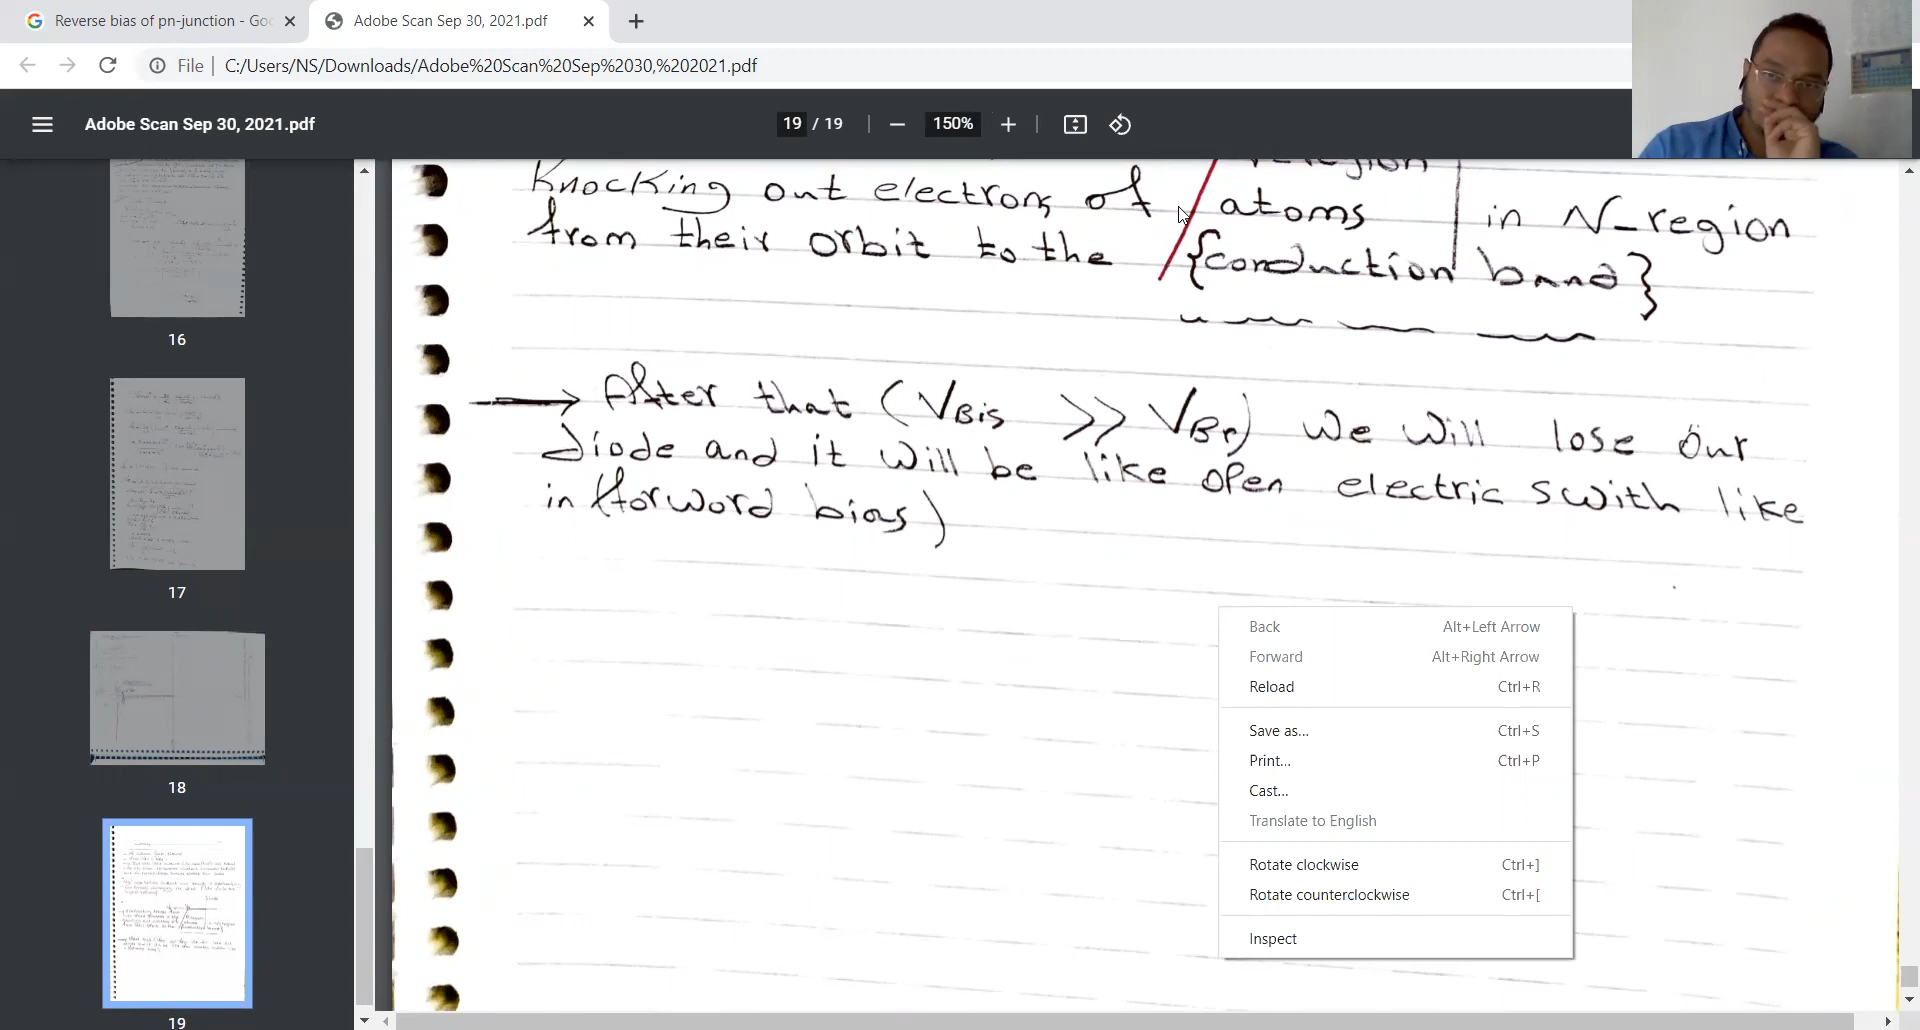 Reverse bias of pn-junction - Goo
Adobe Scan Sep 30, 2021.pdf
File
C:/Users/NS/Downloads/Adobe%20Scan%20Sep%2030,%202021.pdf
Adobe Scan Sep 30, 2021.pdf
19 / 19
150%
16
17
18
19
region
Knocking out electrons of atoms in N-region
from their orbit to the {conduction band}
After that (VBis >> VBr) we will lose our
diode and it will be like open electric swith like
in (forword bias)
Back Alt+Left Arrow
Forward Alt+Right Arrow
Reload Ctrl+R
Save as... Ctrl+S
Print... Ctrl+P
Cast...
Translate to English
Rotate clockwise Ctrl+]
Rotate counterclockwise Ctrl+[
Inspect